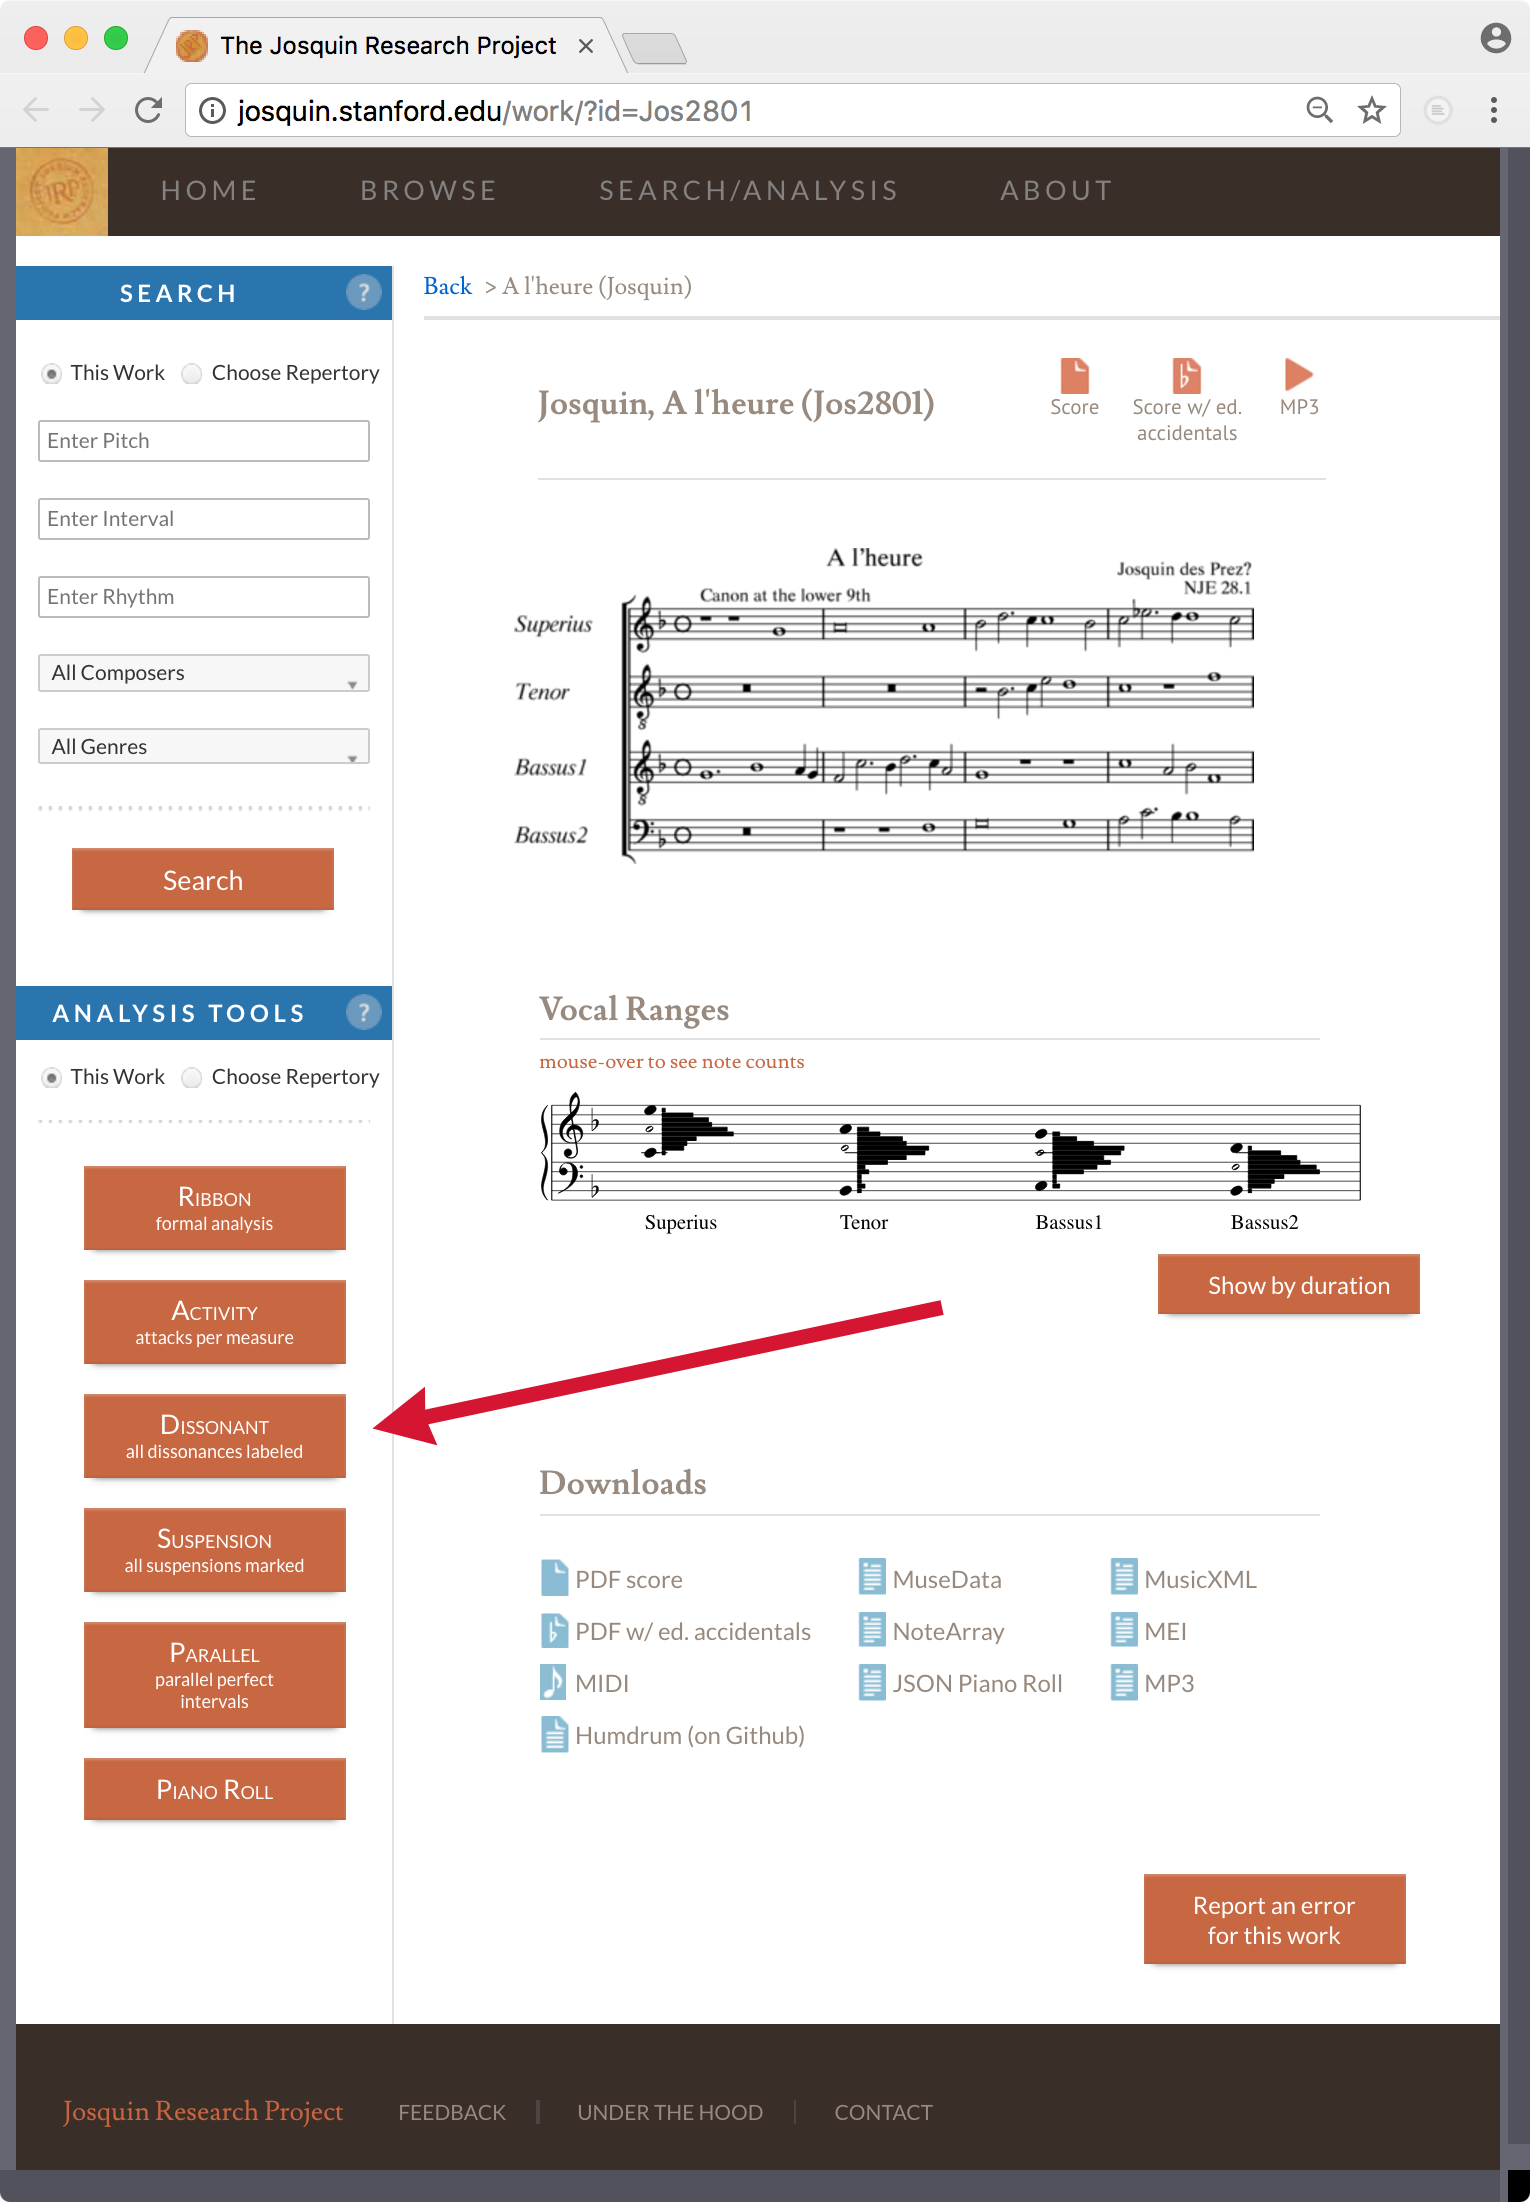 The Josquin Research Project
josquin.stanford.edu/work/?id=Jos2801
JRP
HOME BROWSE SEARCH/ANALYSIS ABOUT
SEARCH ?
This Work Choose Repertory
Enter Pitch
Enter Interval
Enter Rhythm
All Composers
All Genres
Search
ANALYSIS TOOLS ?
This Work Choose Repertory
RIBBON
formal analysis
ACTIVITY
attacks per measure
DISSONANT
all dissonances labeled
SUSPENSION
all suspensions marked
PARALLEL
parallel perfect
intervals
PIANO ROLL
Back > A l'heure (Josquin)
Josquin, A l'heure (Jos2801)
Score
Score w/ ed.
accidentals
MP3
A l’heure
Josquin des Prez?
NJE 28.1
Canon at the lower 9th
Superius
Tenor
8
Bassus1
8
Bassus2
Vocal Ranges
mouse-over to see note counts
Superius Tenor Bassus1 Bassus2
Show by duration
Downloads
PDF score MuseData MusicXML
PDF w/ ed. accidentals NoteArray MEI
MIDI JSON Piano Roll MP3
Humdrum (on Github)
Report an error
for this work
Josquin Research Project FEEDBACK UNDER THE HOOD CONTACT